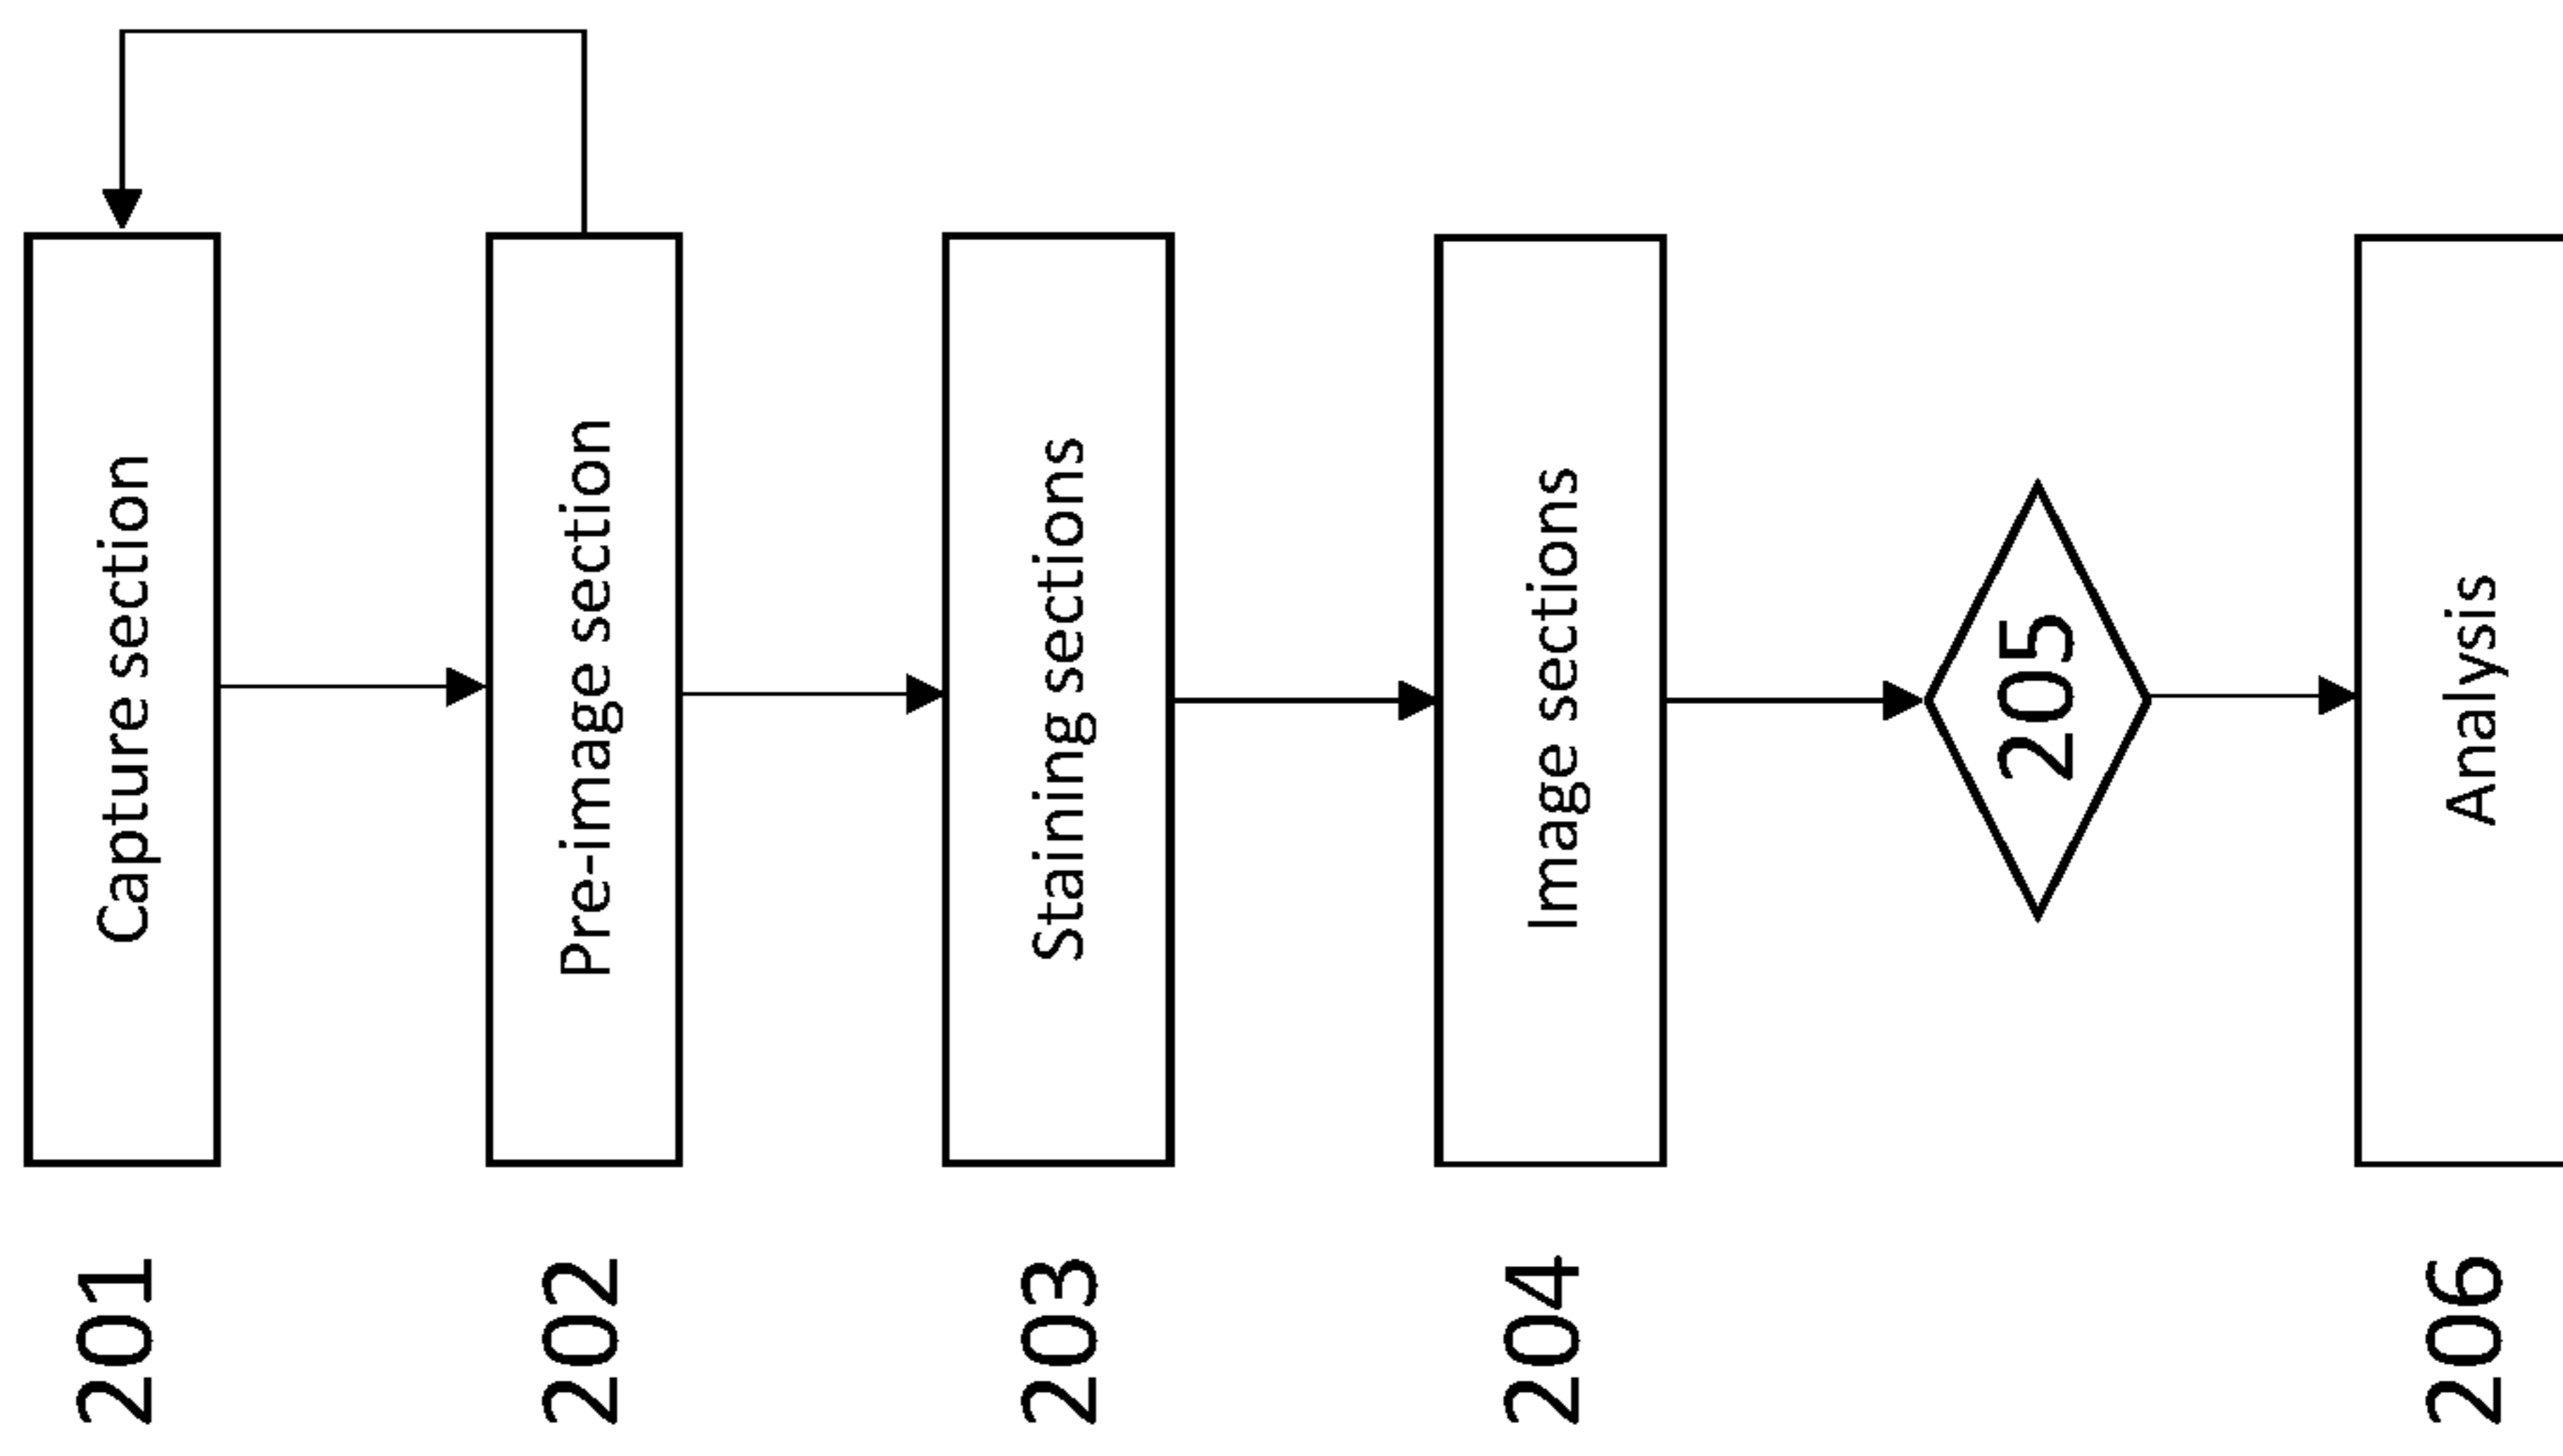 201
Capture section
202
Pre-image section
203
Staining sections
204
Image sections
205
206
Analysis